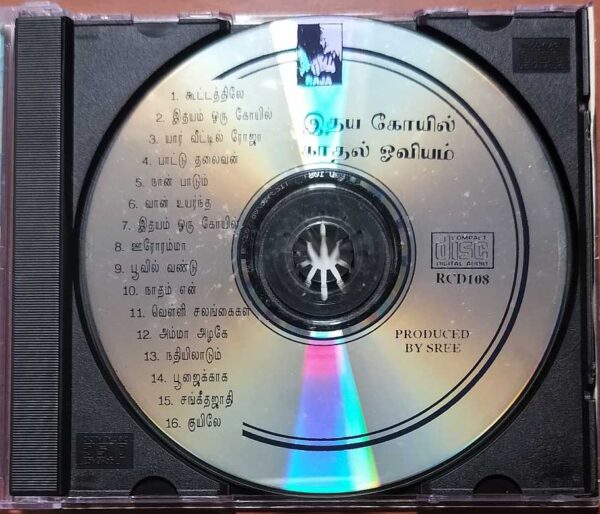 RAJA
இதய கோயில்
காதல் ஓவியம்
1. கூட்டத்திலே
2. இதயம் ஒரு கோயில்
3. யார் வீட்டில் ரோஜா
4. பாட்டு தலைவன்
5. நான் பாடும்
6. வான உயர்ந்த
7. இதயம் ஒரு கோயில்
8. ஊரோரம்மா
9. பூவில் வண்டு
10. நாதம் என்
11. வெள்ளி சலங்கைகள்
12. அம்மா அழகே
13. நதியிலாடும்
14. பூஜைக்காக
15. சங்கீதஜாதி
16. குயிலே
COMPACT
disc
DIGITAL AUDIO
RCD108
PRODUCED
BY SREE